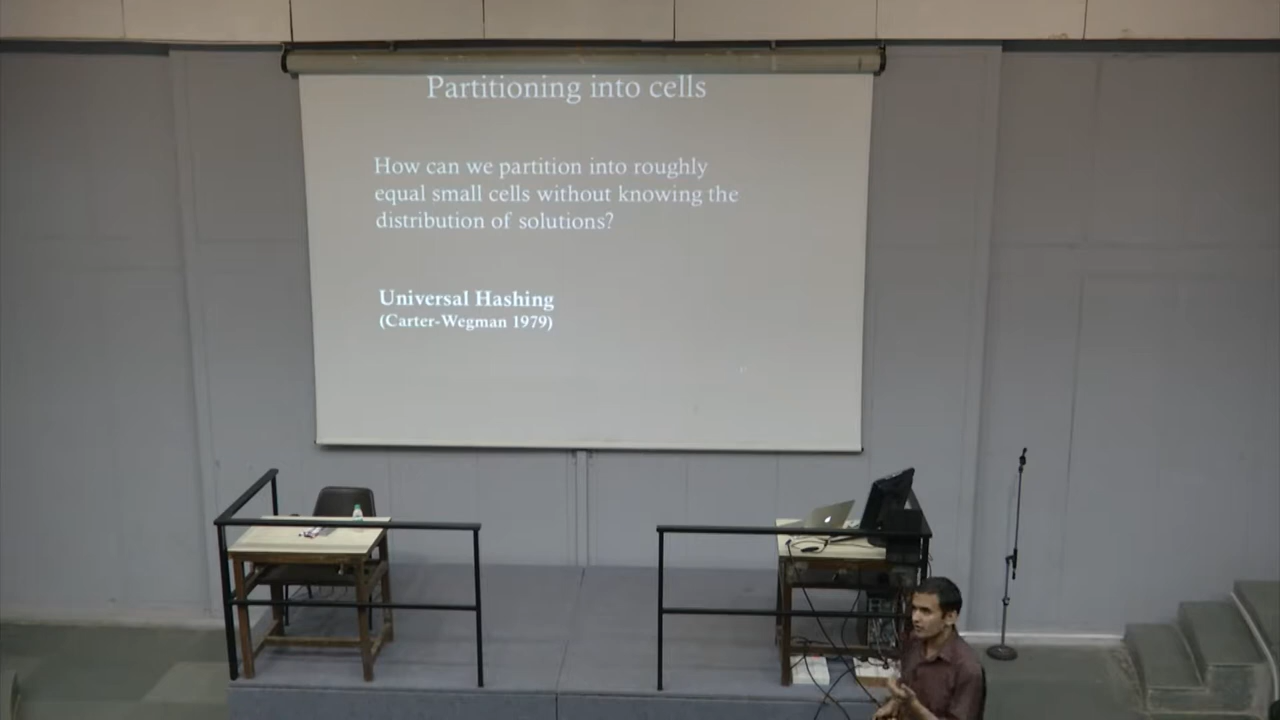 Partitioning into cells
How can we partition into roughly
equal small cells without knowing the
distribution of solutions?
Universal Hashing
(Carter-Wegman 1979)